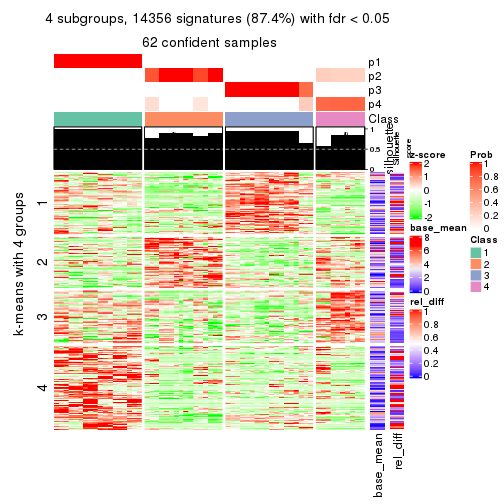 4 subgroups, 14356 signatures (87.4%) with fdr < 0.05
62 confident samples
p1
p2
p3
p4
Class
1
0.5
0
silhouette
Silhouette
score
k-means with 4 groups
1
2
3
4
base_mean
rel_diff
z-score
2
1
0
-1
-2
base_mean
8
6
4
2
0
rel_diff
1
0.8
0.6
0.4
0.2
0
Prob
1
0.8
0.6
0.4
0.2
0
Class
1
2
3
4